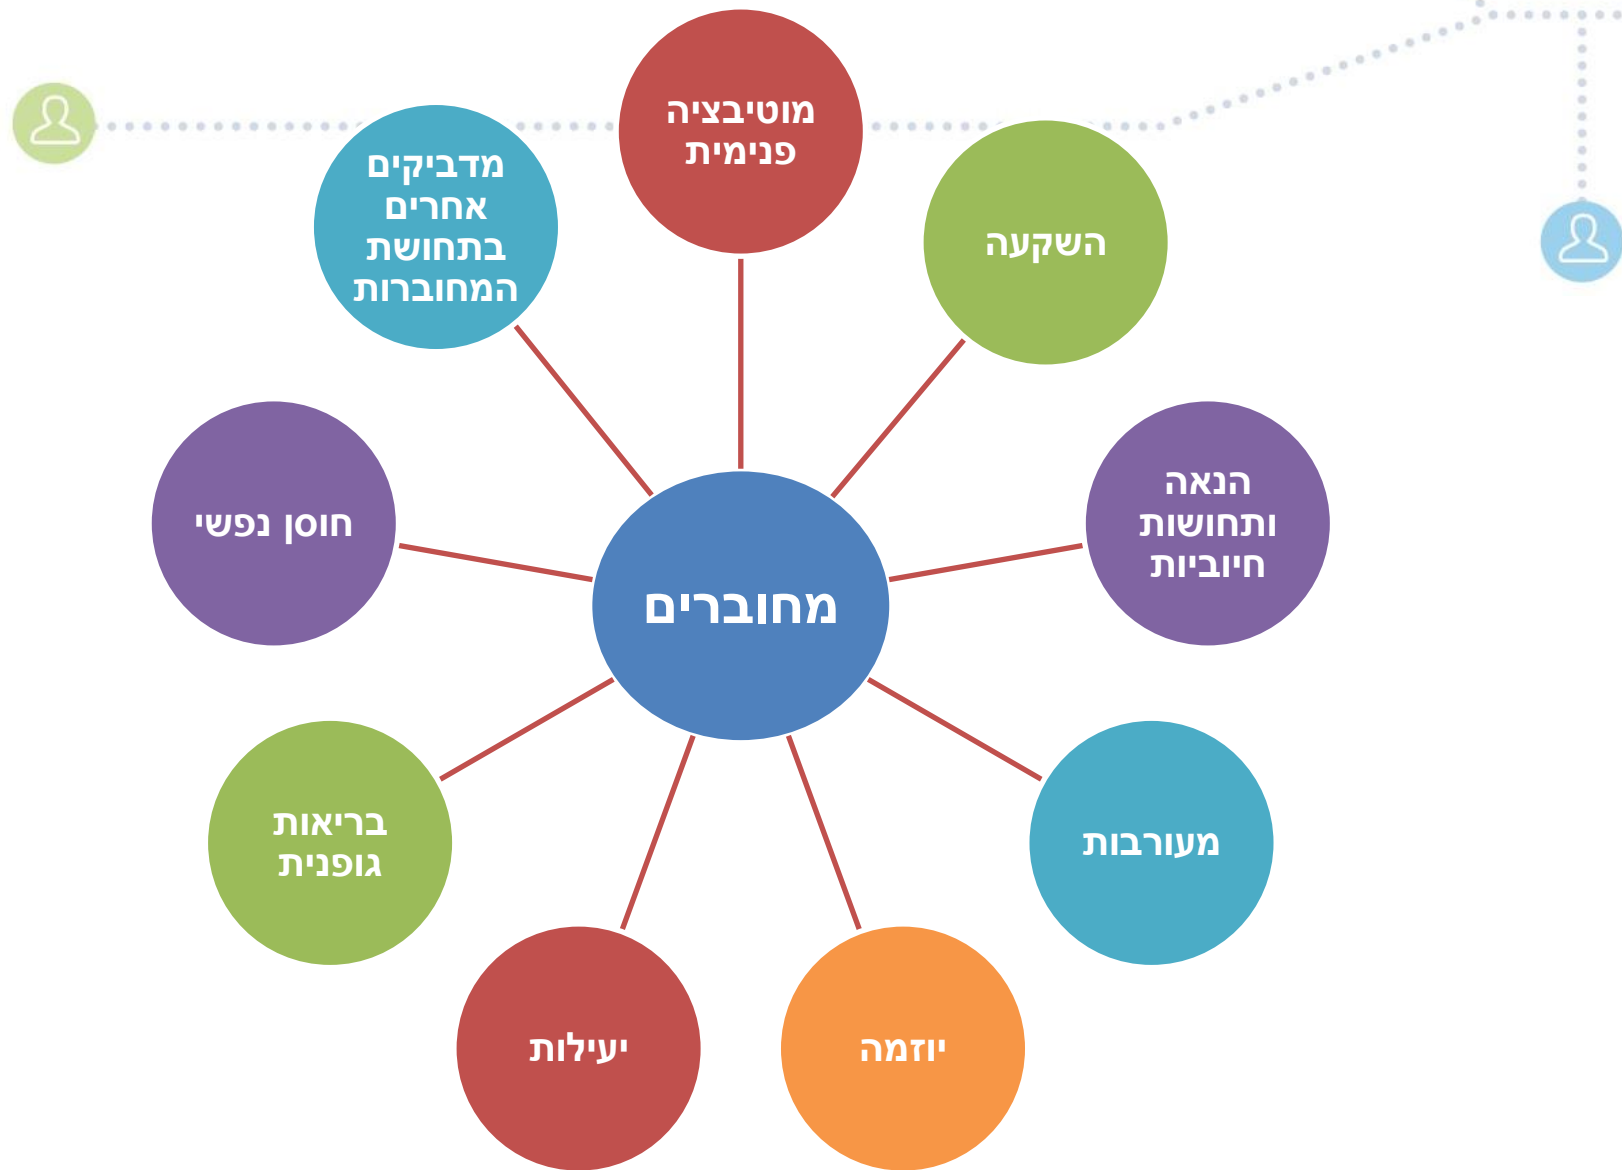 מוטיבציה
פנימית
השקעה
הנאה
ותחושות
חיוביות
מעורבות
יוזמה
יעילות
בריאות
גופנית
חוסן נפשי
מדביקים
אחרים
בתחושת
המחוברות
מחוברים